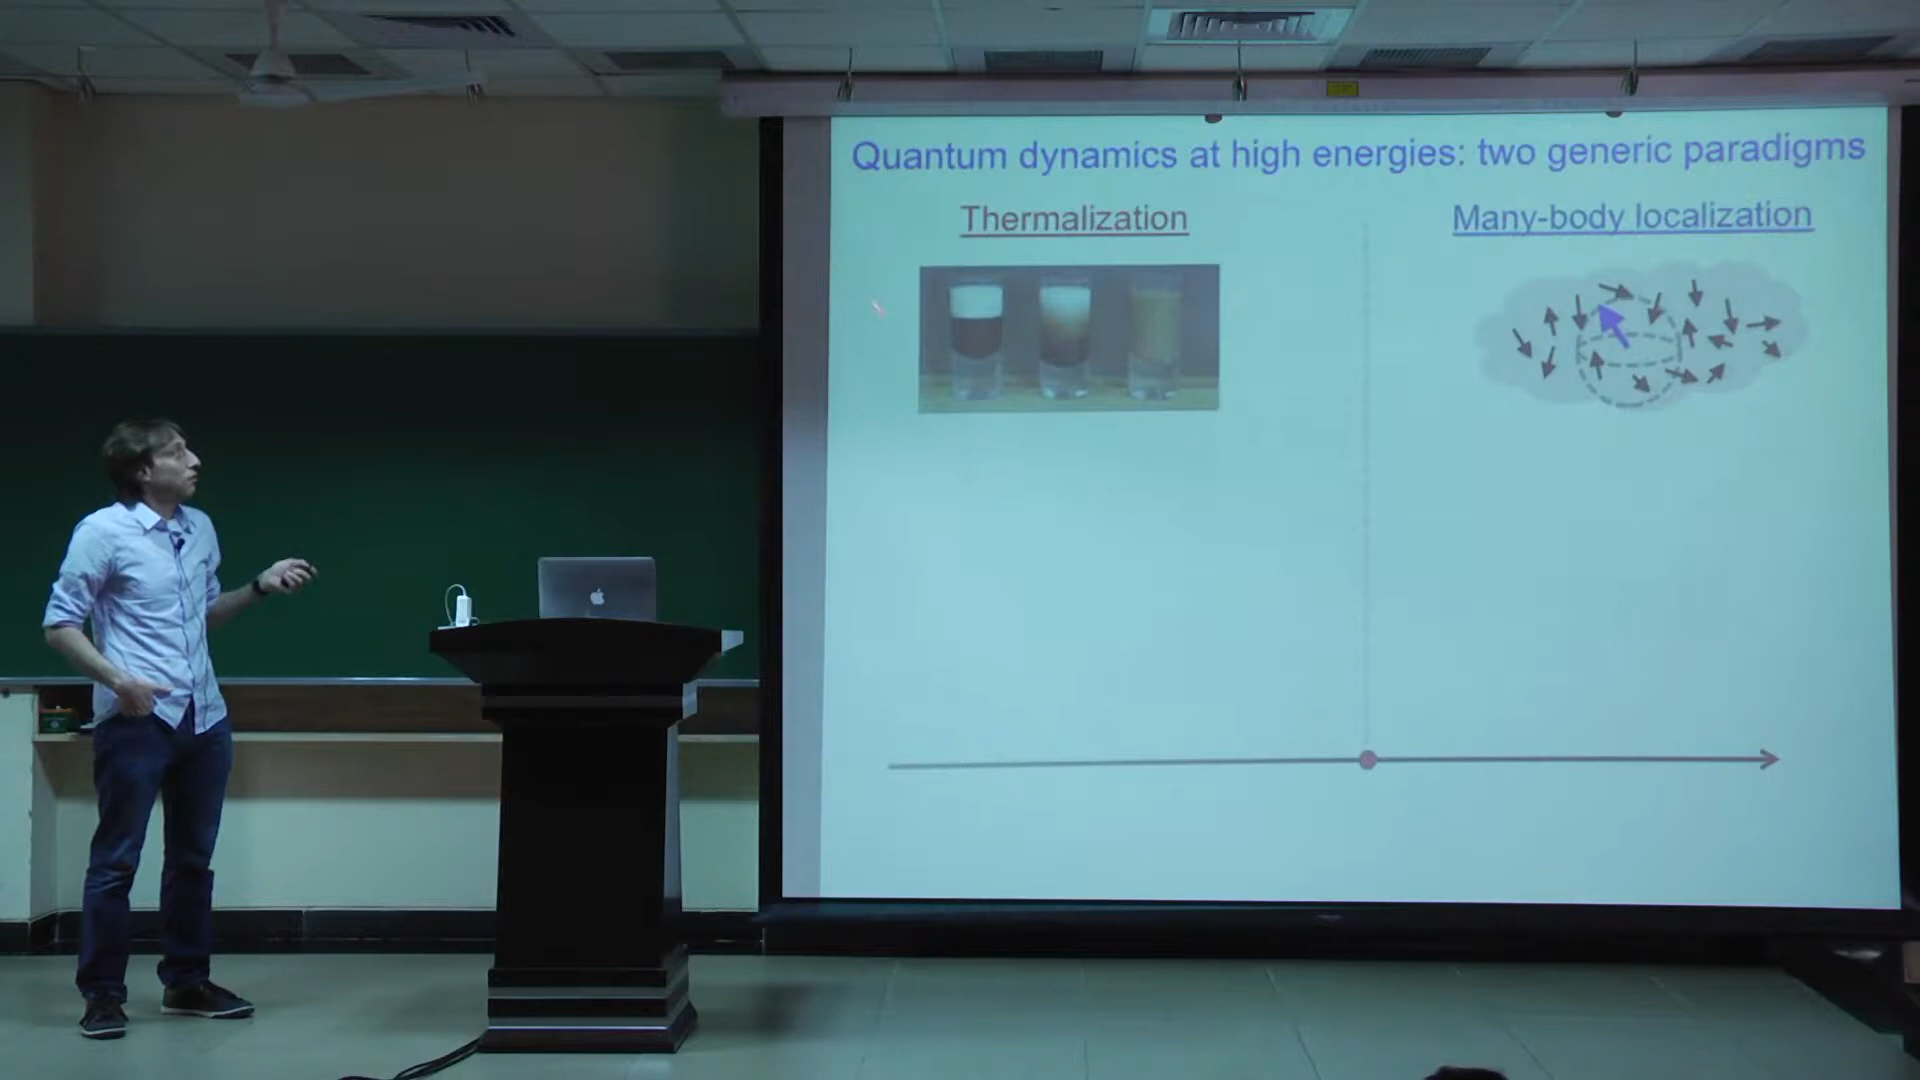 Quantum dynamics at high energies: two generic paradigms
Thermalization
Many-body localization